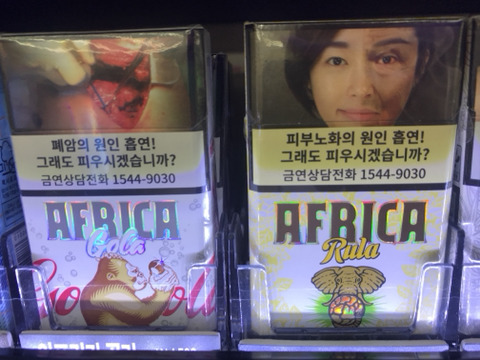 폐암의 원인 흡연!
그래도 피우시겠습니까?
금연상담전화 1544-9030
AFRICA
Cola
피부노화의 원인 흡연!
그래도 피우시겠습니까?
금연상담전화 1544-9030
AFRICA
Rula